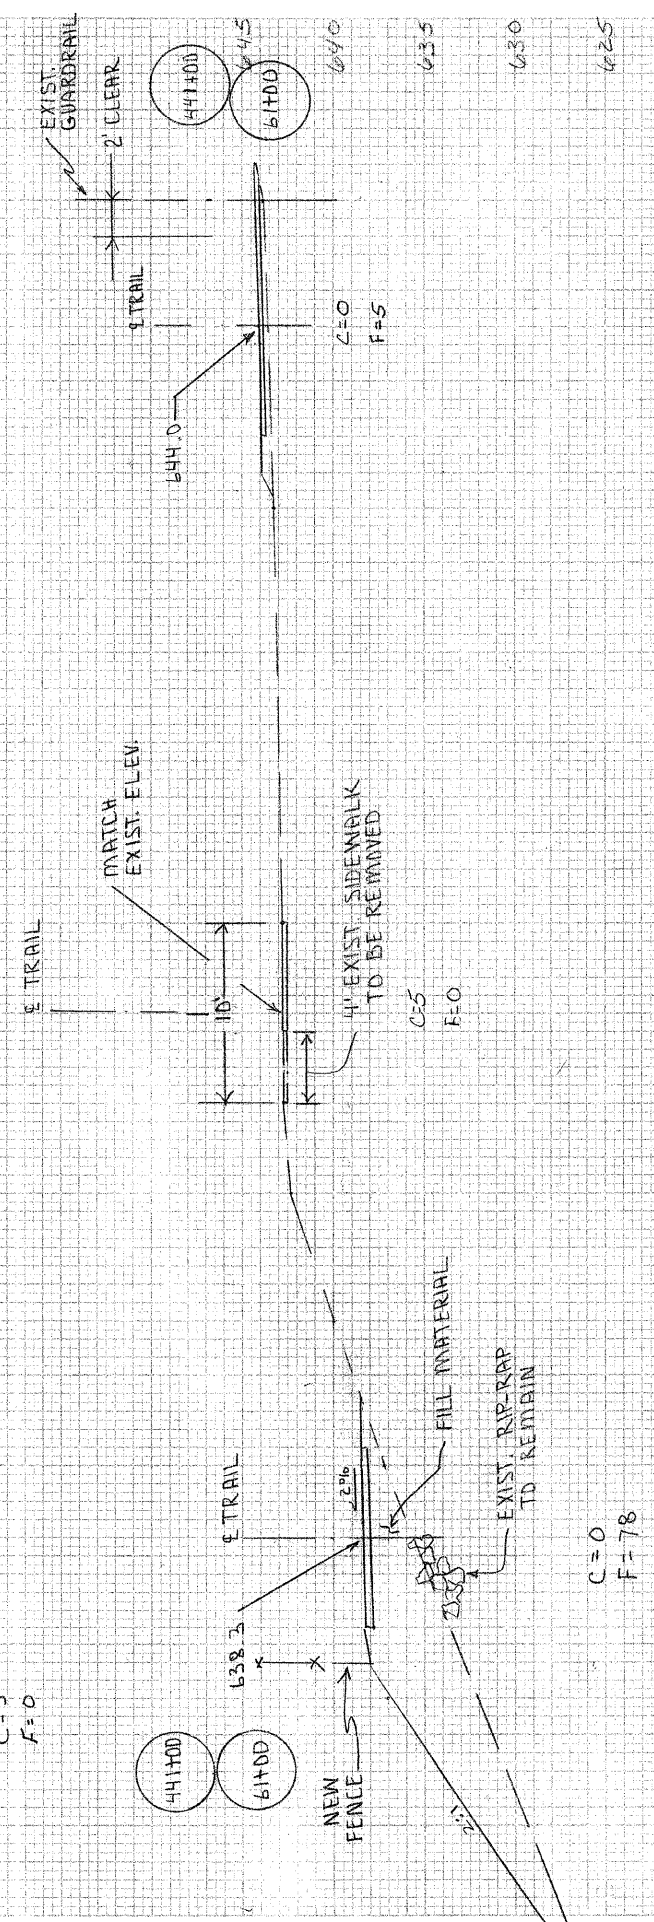 C=5
F=0
441+00
61+00
638.3
NEW
FENCE
2:1
℄ TRAIL
2%
FILL MATERIAL
EXIST. RIP-RAP
TO REMAIN
C=0
F=78
℄ TRAIL
MATCH
EXIST. ELEV.
10'
4' EXIST. SIDEWALK
TO BE REMOVED
C=5
F=0
644.0
℄ TRAIL
C=0
F=5
EXIST.
GUARDRAIL
2' CLEAR
441+00
61+00
645
640
635
630
625